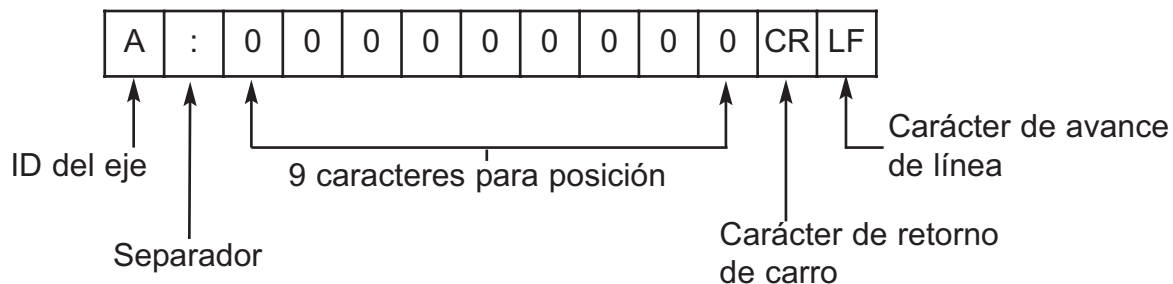 A : 0 0 0 0 0 0 0 0 0 CR LF
ID del eje
9 caracteres para posición
Carácter de avance
de línea
Separador
Carácter de retorno
de carro